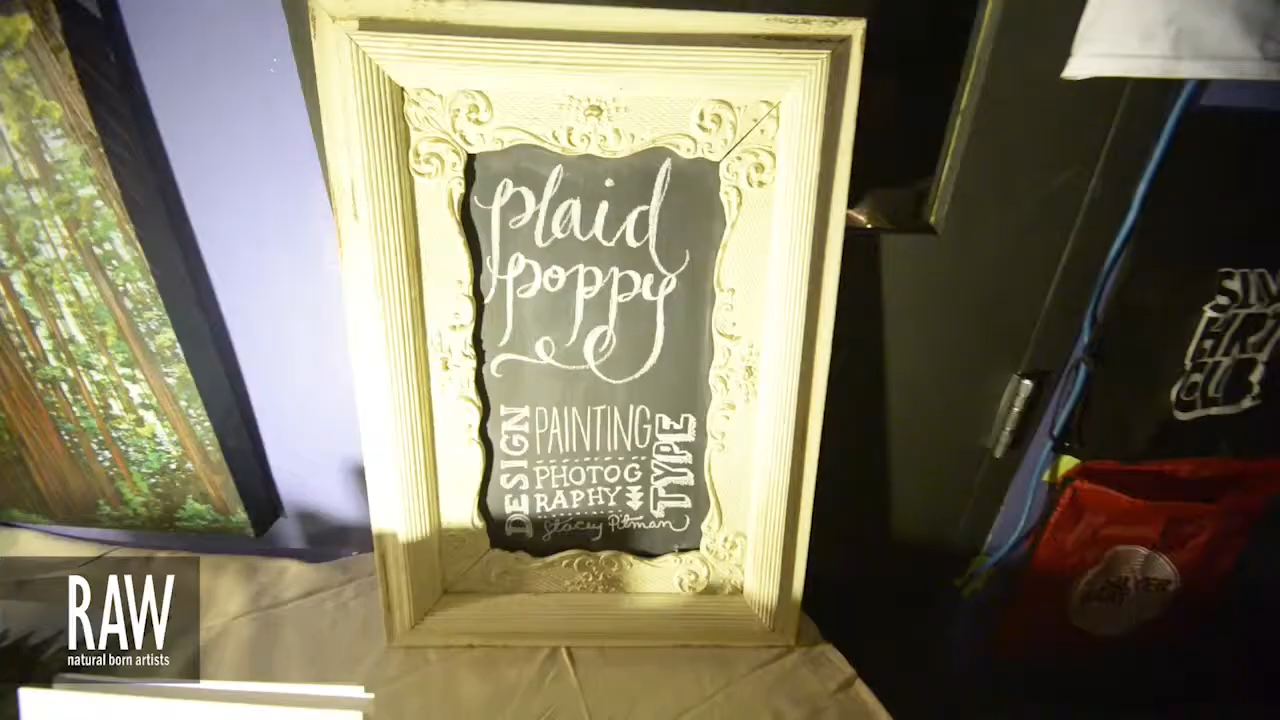 plaid
poppy
DESIGN
PAINTING
PHOTOG
RAPHY
TYPE
Stacey Pitman
RAW
natural born artists